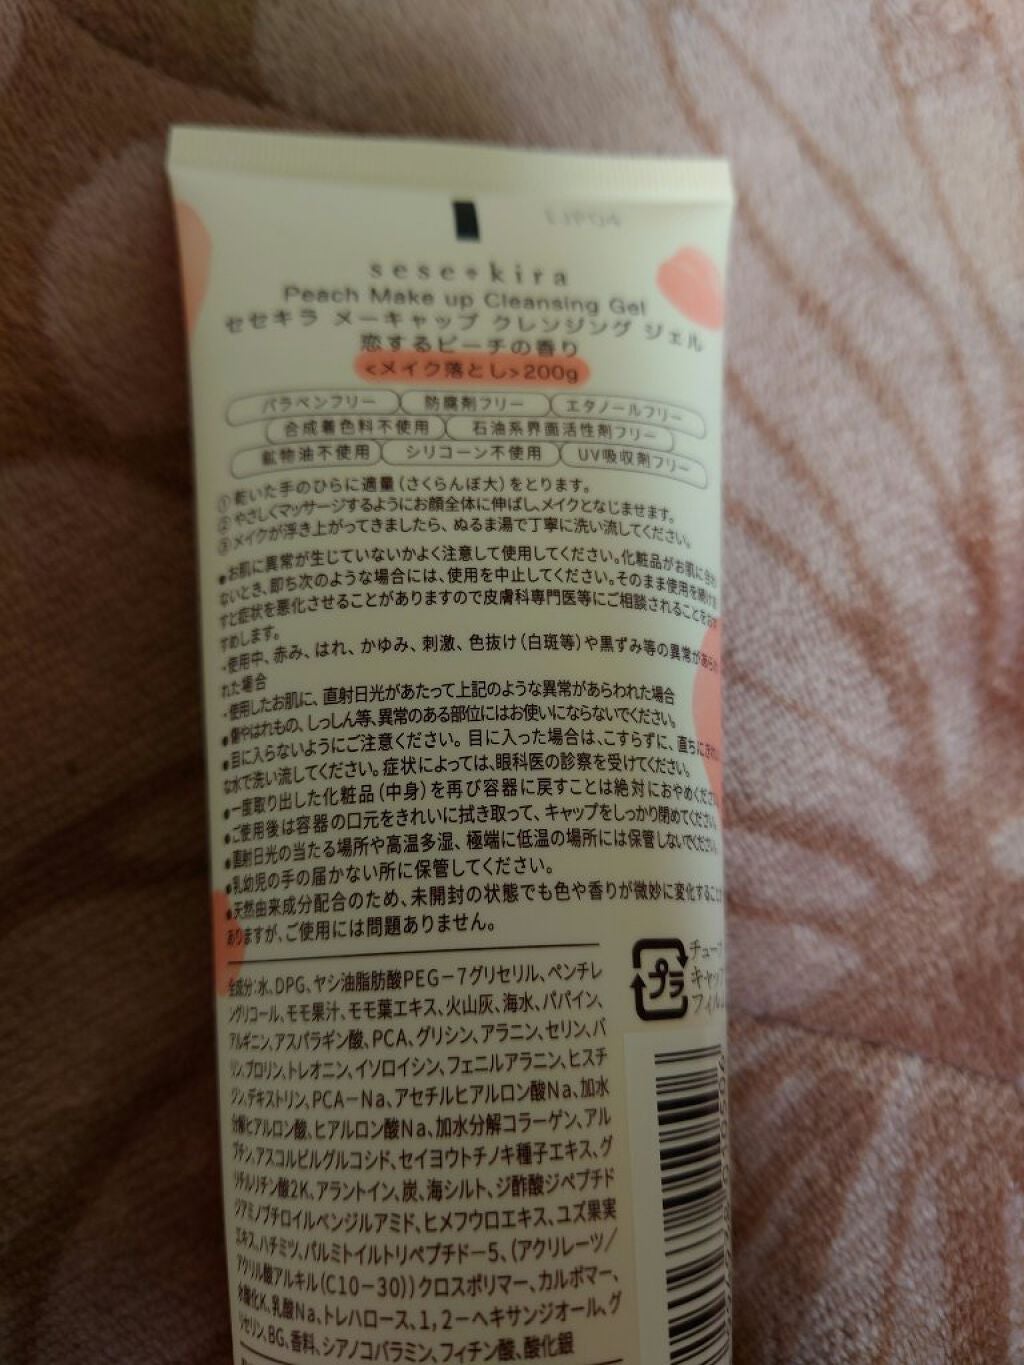 sese+kira
Peach Make up Cleansing Gel
セセキラ メーキャップ クレンジング ジェル
恋するピーチの香り
<メイク落とし>200g
パラベンフリー 防腐剤フリー エタノールフリー
合成着色料不使用 石油系界面活性剤フリー
鉱物油不使用 シリコーン不使用 UV吸収剤フリー
①乾いた手のひらに適量(さくらんぼ大)をとります。
②やさしくマッサージするようにお顔全体に伸ばし、メイクとなじませます。
③メイクが浮き上がってきましたら、ぬるま湯で丁寧に洗い流してください。
●お肌に異常が生じていないかよく注意して使用してください。化粧品がお肌に合わ
ないとき、即ち次のような場合には、使用を中止してください。そのまま使用を続けま
すと症状を悪化させることがありますので皮膚科専門医等にご相談されることをおす
すめします。
・使用中、赤み、はれ、かゆみ、刺激、色抜け(白斑等)や黒ずみ等の異常があらわ
れた場合
・使用したお肌に、直射日光があたって上記のような異常があらわれた場合
●傷やはれもの、しっしん等、異常のある部位にはお使いにならないでください。
●目に入らないようにご注意ください。目に入った場合は、こすらずに、直ちに
な水で洗い流してください。症状によっては、眼科医の診察を受けてください。
●一度取り出した化粧品(中身)を再び容器に戻すことは絶対におやめください。
●ご使用後は容器の口元をきれいに拭き取って、キャップをしっかり閉めてください。
●直射日光の当たる場所や高温多湿、極端に低温の場所には保管しないでください。
●乳幼児の手の届かない所に保管してください。
●天然由来成分配合のため、未開封の状態でも色や香りが微妙に変化すること
ありますが、ご使用には問題ありません。
プラ
チュー
キャッ
フィル
全成分:水、DPG、ヤシ油脂肪酸PEG-7グリセリル、ペンチレ
ングリコール、モモ果汁、モモ葉エキス、火山灰、海水、パパイン、
アルギニン、アスパラギン酸、PCA、グリシン、アラニン、セリン、バ
リン、プロリン、トレオニン、イソロイシン、フェニルアラニン、ヒスチ
ジン、デキストリン、PCA-Na、アセチルヒアルロン酸Na、加水
分解ヒアルロン酸、ヒアルロン酸Na、加水分解コラーゲン、アル
ブチン、アスコルビルグルコシド、セイヨウトチノキ種子エキス、グ
リチルリチン酸2K、アラントイン、炭、海シルト、ジ酢酸ジペプチド
ジアミノブチロイルベンジルアミド、ヒメフウロエキス、ユズ果実
エキス、ハチミツ、パルミトイルトリペプチド-5、(アクリレーツ/
アクリル酸アルキル(C10-30))クロスポリマー、カルボマー、
水酸化K、乳酸Na、トレハロース、1,2-ヘキサンジオール、グ
リセリン、BG、香料、シアノコバラミン、フィチン酸、酸化銀